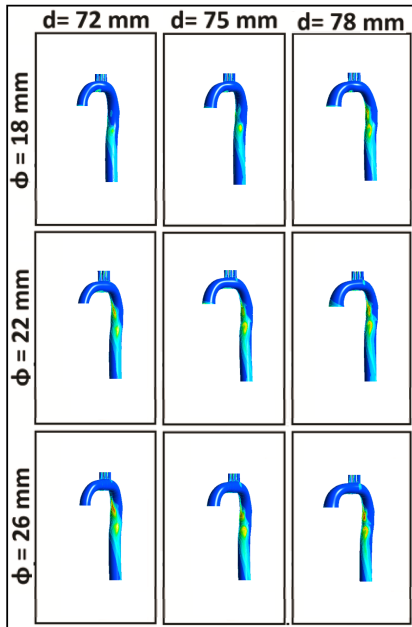 d= 72 mm d= 75 mm d= 78 mm
Φ = 18 mm
Φ = 22 mm
Φ = 26 mm